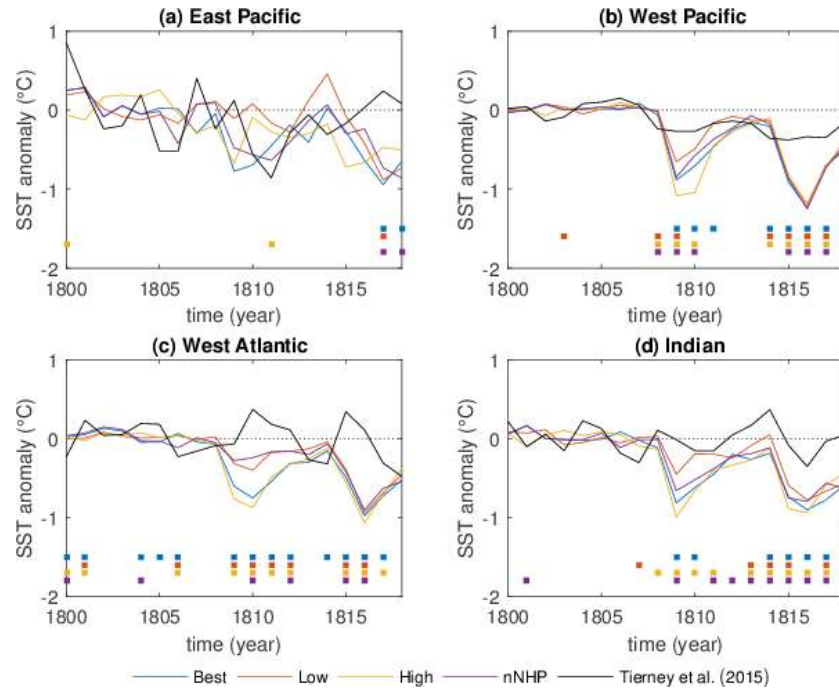 (a) East Pacific
1
0
-1
-2
SST anomaly (°C)
1800 1805 1810 1815
time (year)
(b) West Pacific
1
0
-1
-2
SST anomaly (°C)
1800 1805 1810 1815
time (year)
(c) West Atlantic
1
0
-1
-2
SST anomaly (°C)
1800 1805 1810 1815
time (year)
(d) Indian
1
0
-1
-2
SST anomaly (°C)
1800 1805 1810 1815
time (year)
Best Low High nNHP Tierney et al. (2015)